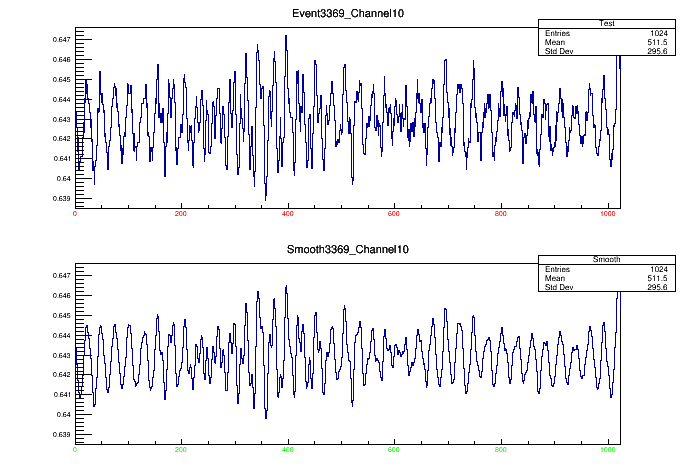 Event3369_Channel10
Test
Entries 1024
Mean 511.5
Std Dev 295.6
0.647
0.646
0.645
0.644
0.643
0.642
0.641
0.64
0.639
0 200 400 600 800 1000
Smooth3369_Channel10
Smooth
Entries 1024
Mean 511.5
Std Dev 295.6
0.647
0.646
0.645
0.644
0.643
0.642
0.641
0.64
0.639
0 200 400 600 800 1000